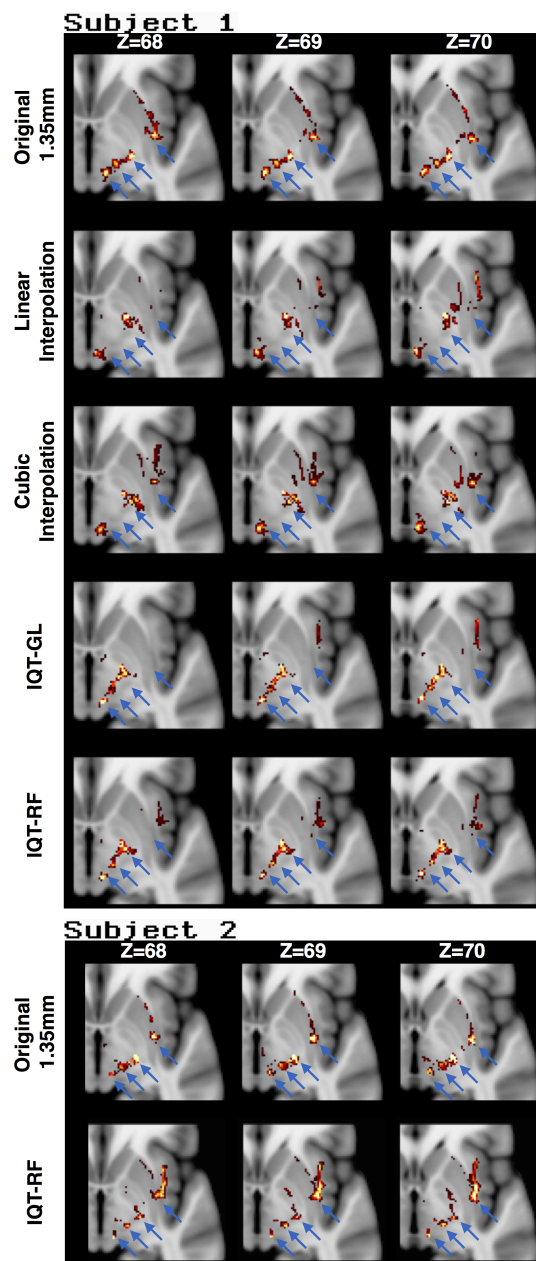 Subject 1
Z=68 Z=69 Z=70
Original
1.35mm
Linear
Interpolation
Cubic
Interpolation
IQT-GL
IQT-RF
Subject 2
Z=68 Z=69 Z=70
Original
1.35mm
IQT-RF